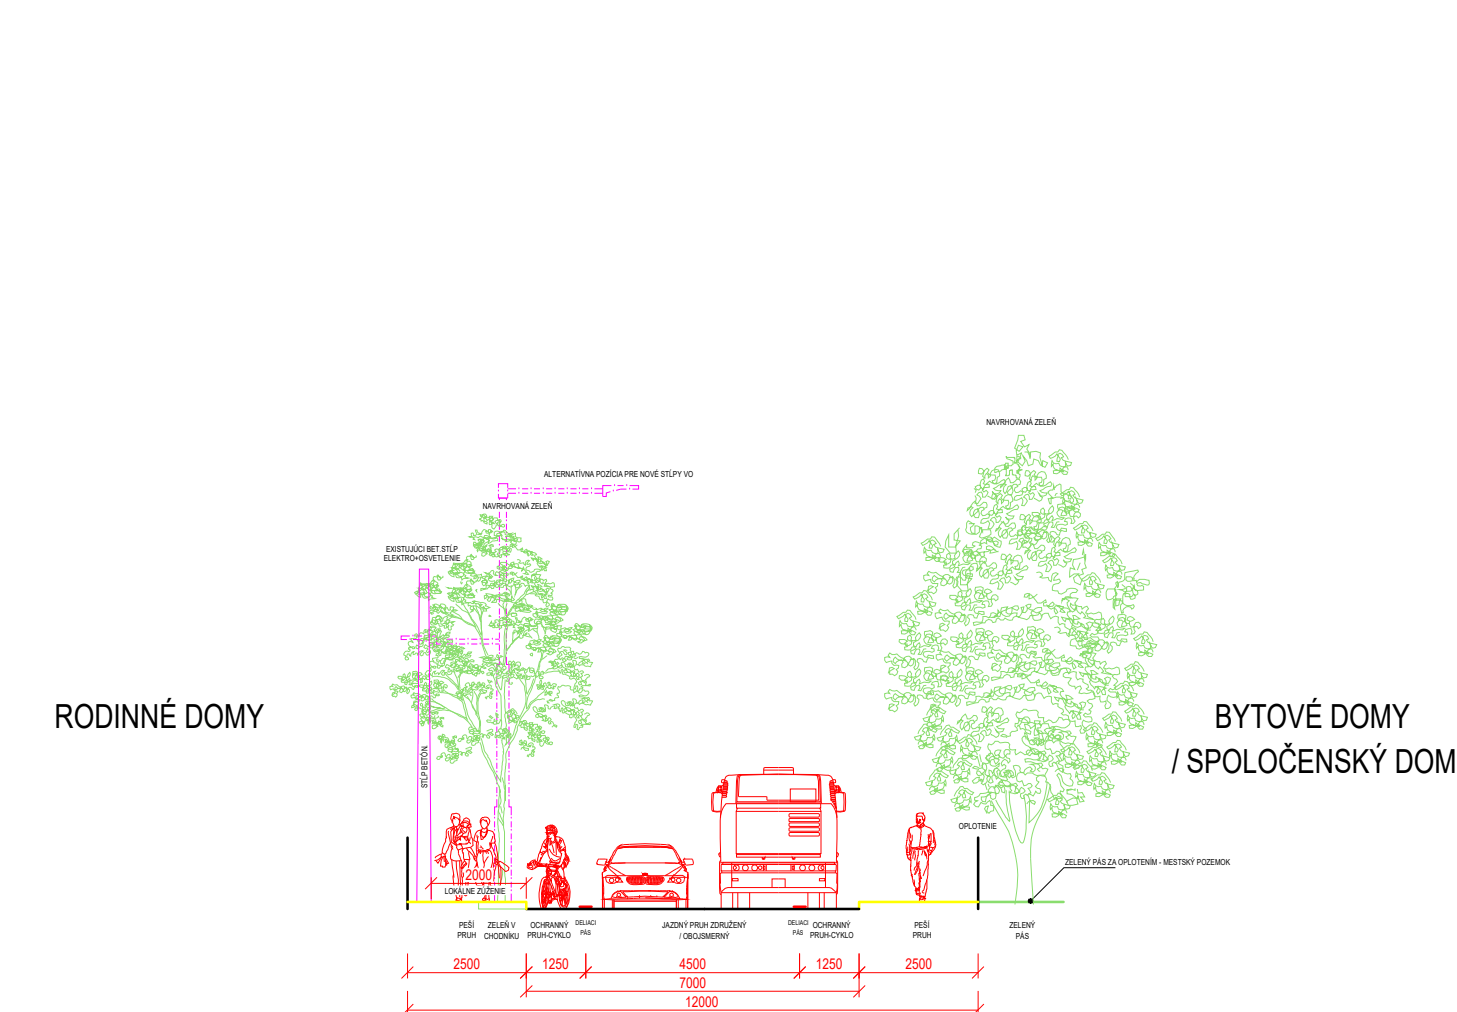 NAVRHOVANÁ ZELEŇ
ALTERNATÍVNA POZÍCIA PRE NOVÉ STĹPY VO
NAVRHOVANÁ ZELEŇ
EXISTUJÚCI BET.STĹP
ELEKTRO+OSVETLENIE
RODINNÉ DOMY
BYTOVÉ DOMY
/ SPOLOČENSKÝ DOM
STĹP BETÓN
OPLOTENIE
ZELENÝ PÁS ZA OPLOTENÍM - MESTSKÝ POZEMOK
2000
LOKÁLNE ZÚŽENIE
PEŠÍ
PRUH
ZELEŇ V
CHODNÍKU
OCHRANNÝ
PRUH-CYKLO
DELIACI
PÁS
JAZDNÝ PRUH ZDRUŽENÝ
/ OBOJSMERNÝ
DELIACI
PÁS
OCHRANNÝ
PRUH-CYKLO
PEŠÍ
PRUH
ZELENÝ
PÁS
2500
1250
4500
1250
2500
7000
12000